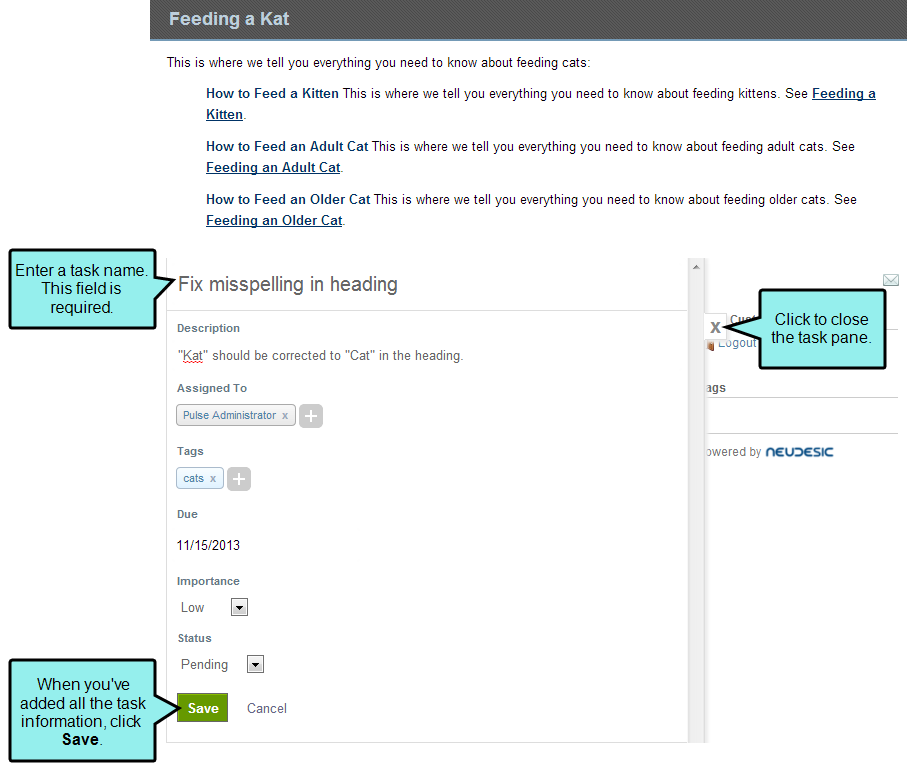 Feeding a Kat
This is where we tell you everything you need to know about feeding cats:
How to Feed a Kitten This is where we tell you everything you need to know about feeding kittens. See Feeding a
Kitten.
How to Feed an Adult Cat This is where we tell you everything you need to know about feeding adult cats. See
Feeding an Adult Cat.
How to Feed an Older Cat This is where we tell you everything you need to know about feeding older cats. See
Feeding an Older Cat.
Enter a task name.
This field is
required.
Fix misspelling in heading
Description
"Kat" should be corrected to "Cat" in the heading.
Assigned To
Pulse Administrator x
Tags
cats x
Due
11/15/2013
Importance
Low
Status
Pending
When you've
added all the task
information, click
Save.
Save Cancel
X
Click to close
the task pane.
Cust
Logout
ags
owered by NEUDESIC